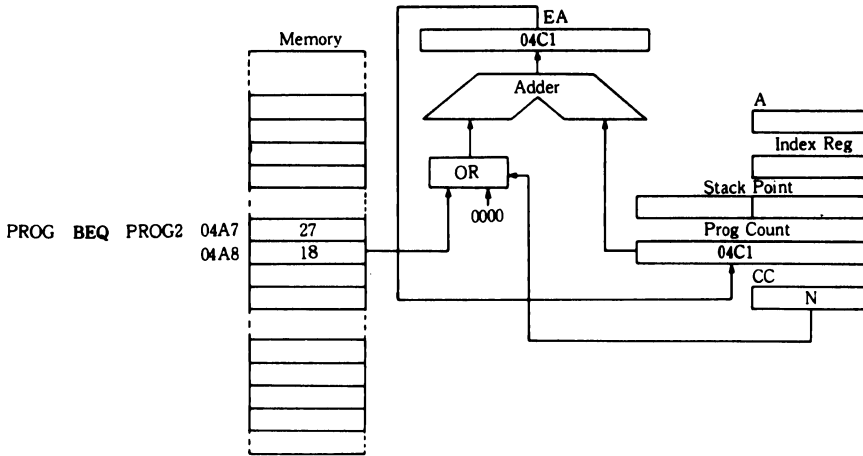 EA
Memory
04C1
Adder
A
Index Reg
OR
Stack Point
0000
PROG BEQ PROG2 04A7 27
Prog Count
04A8 18
04C1
CC
N